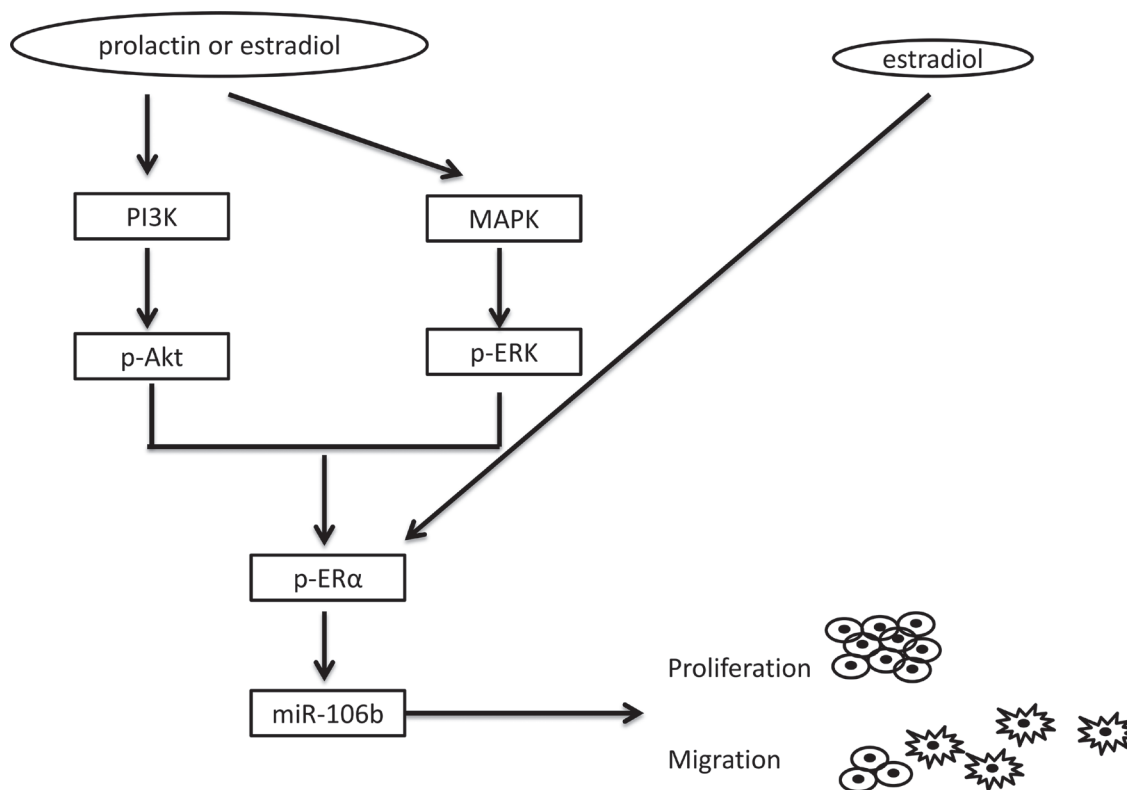 prolactin or estradiol
estradiol
PI3K
MAPK
p-Akt
p-ERK
p-ERα
miR-106b
Proliferation
Migration